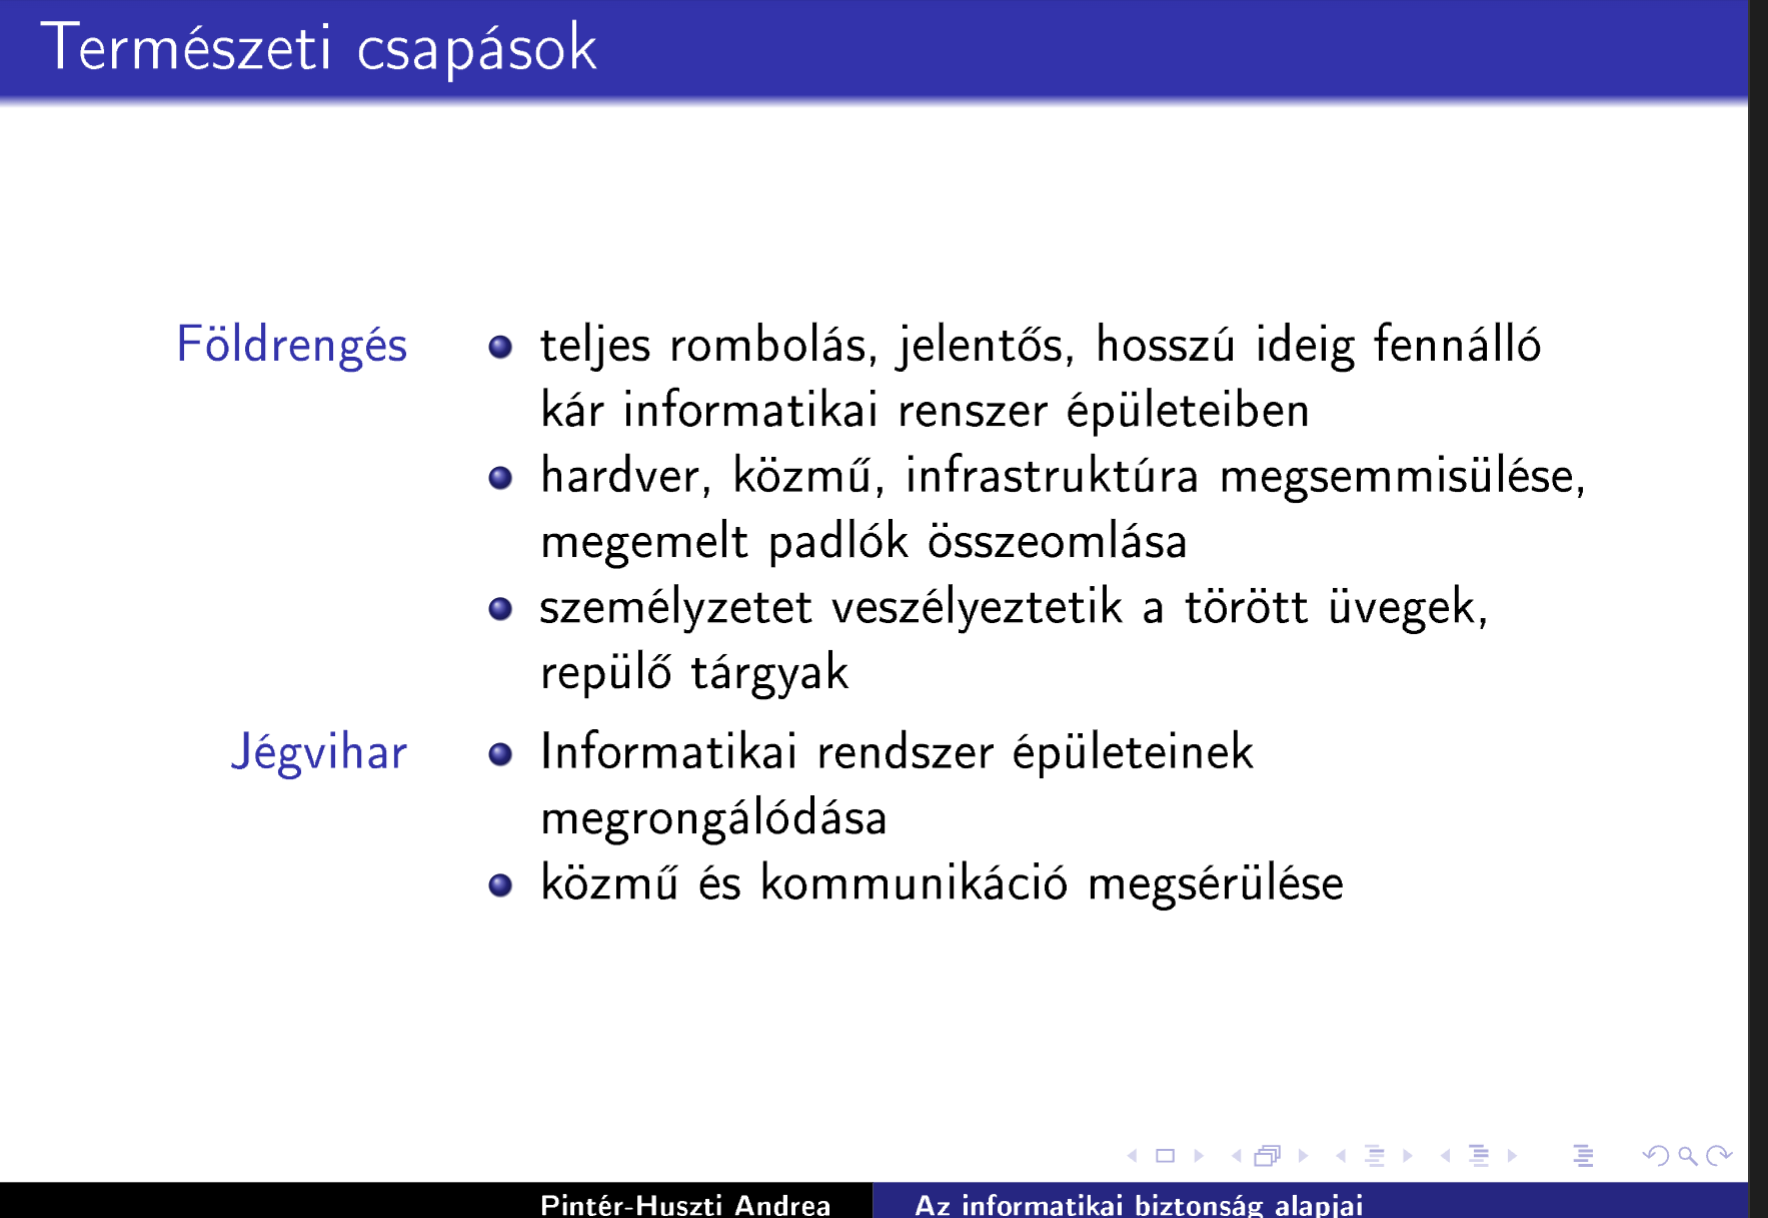 Természeti csapások
Földrengés
teljes rombolás, jelentős, hosszú ideig fennálló
kár informatikai renszer épületeiben
hardver, közmű, infrastruktúra megsemmisülése,
megemelt padlók összeomlása
személyzetet veszélyeztetik a törött üvegek,
repülő tárgyak
Jégvihar
Informatikai rendszer épületeinek
megrongálódása
közmű és kommunikáció megsérülése
Pintér-Huszti Andrea
Az informatikai biztonság alapjai